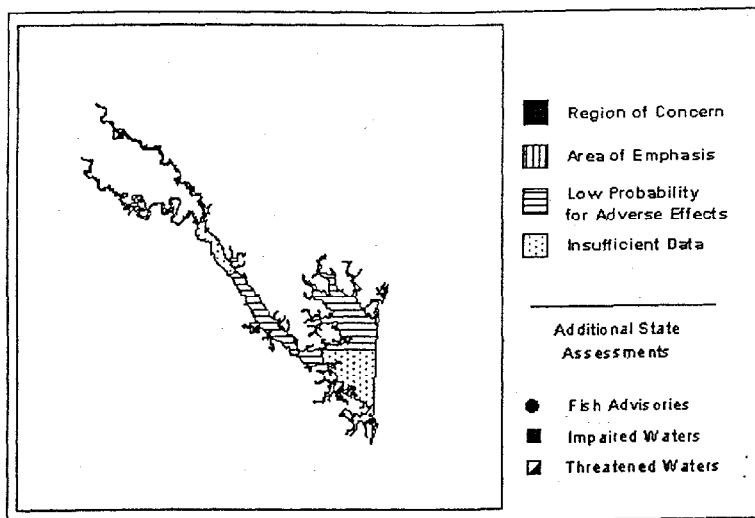 Region of Concern
Area of Emphasis
Low Probability
for Adverse Effects
Insufficient Data
Additional State
Assessments
Fish Advisories
Impaired Waters
Threatened Waters